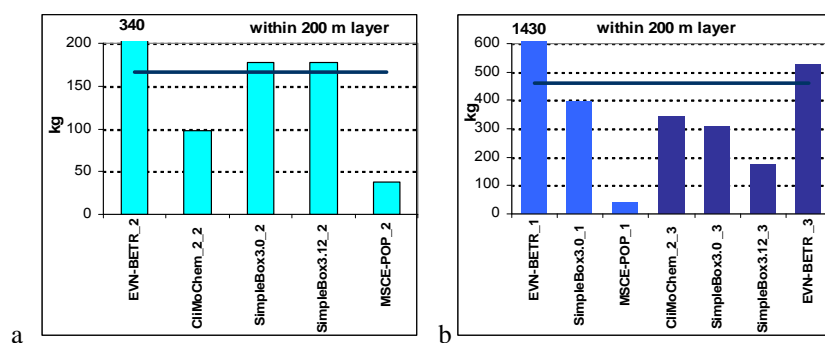 340
within 200 m layer
200
150
100
50
0
kg
EVN-BETR_2
CliMoChem_2_2
SimpleBox3.0_2
SimpleBox3.12_2
MSCE-POP_2
a
1430
within 200 m layer
600
500
400
300
200
100
0
kg
EVN-BETR_1
SimpleBox3.0_1
MSCE-POP_1
CliMoChem_2_3
SimpleBox3.0_3
SimpleBox3.12_3
EVN-BETR_3
b